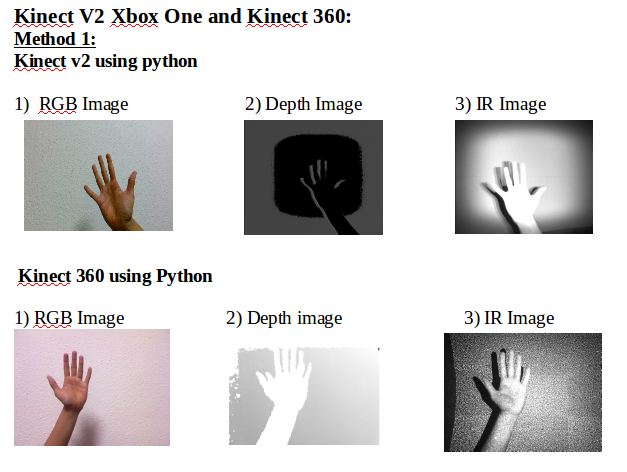 Kinect V2 Xbox One and Kinect 360:
Method 1:
Kinect v2 using python
1) RGB Image
2) Depth Image
3) IR Image
Kinect 360 using Python
1) RGB Image
2) Depth image
3) IR Image